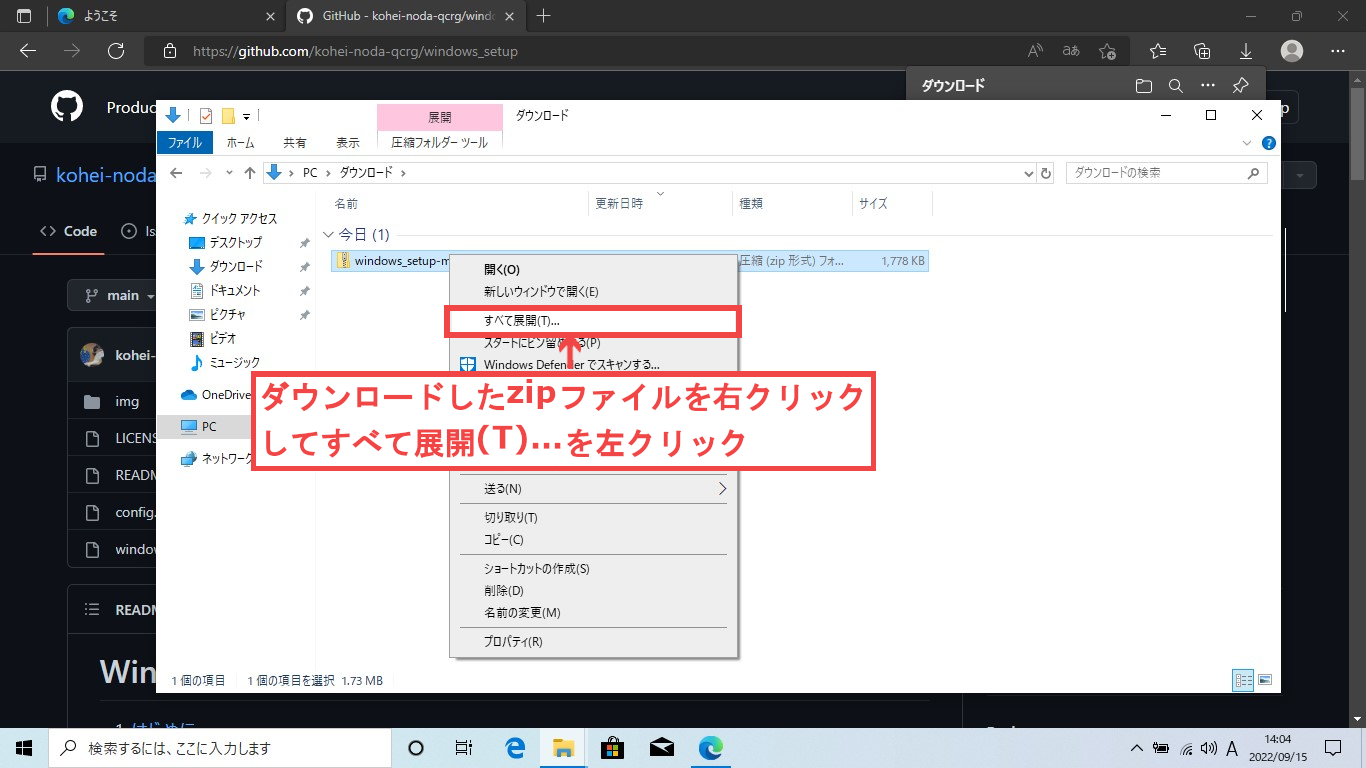 ようこそ
GitHub - kohei-noda-qcrg/wind
https://github.com/kohei-noda-qcrg/windows_setup
ダウンロード
Produc
展開
ダウンロード
ファイル ホーム 共有 表示 圧縮フォルダー ツール
PC ダウンロード
ダウンロードの検索
kohei-noda
Code
Iss
名前 更新日時 種類 サイズ
クイック アクセス
デスクトップ
ダウンロード
ドキュメント
ピクチャ
ビデオ
ミュージック
OneDrive
PC
ネットワーク
今日 (1)
windows_setup-m 圧縮 (zip 形式) フォ... 1,778 KB
開く(O)
新しいウィンドウで開く(E)
すべて展開(T)...
スタートにピン留める(P)
Windows Defender でスキャンする...
ダウンロードしたzipファイルを右クリック
してすべて展開(T)...を左クリック
送る(N)
切り取り(T)
コピー(C)
ショートカットの作成(S)
削除(D)
名前の変更(M)
プロパティ(R)
main
kohei-
img
LICENS
READM
config.
window
READM
Win
1. はじめに
1 個の項目 1 個の項目を選択 1.73 MB
検索するには、ここに入力します
A
14:04
2022/09/15